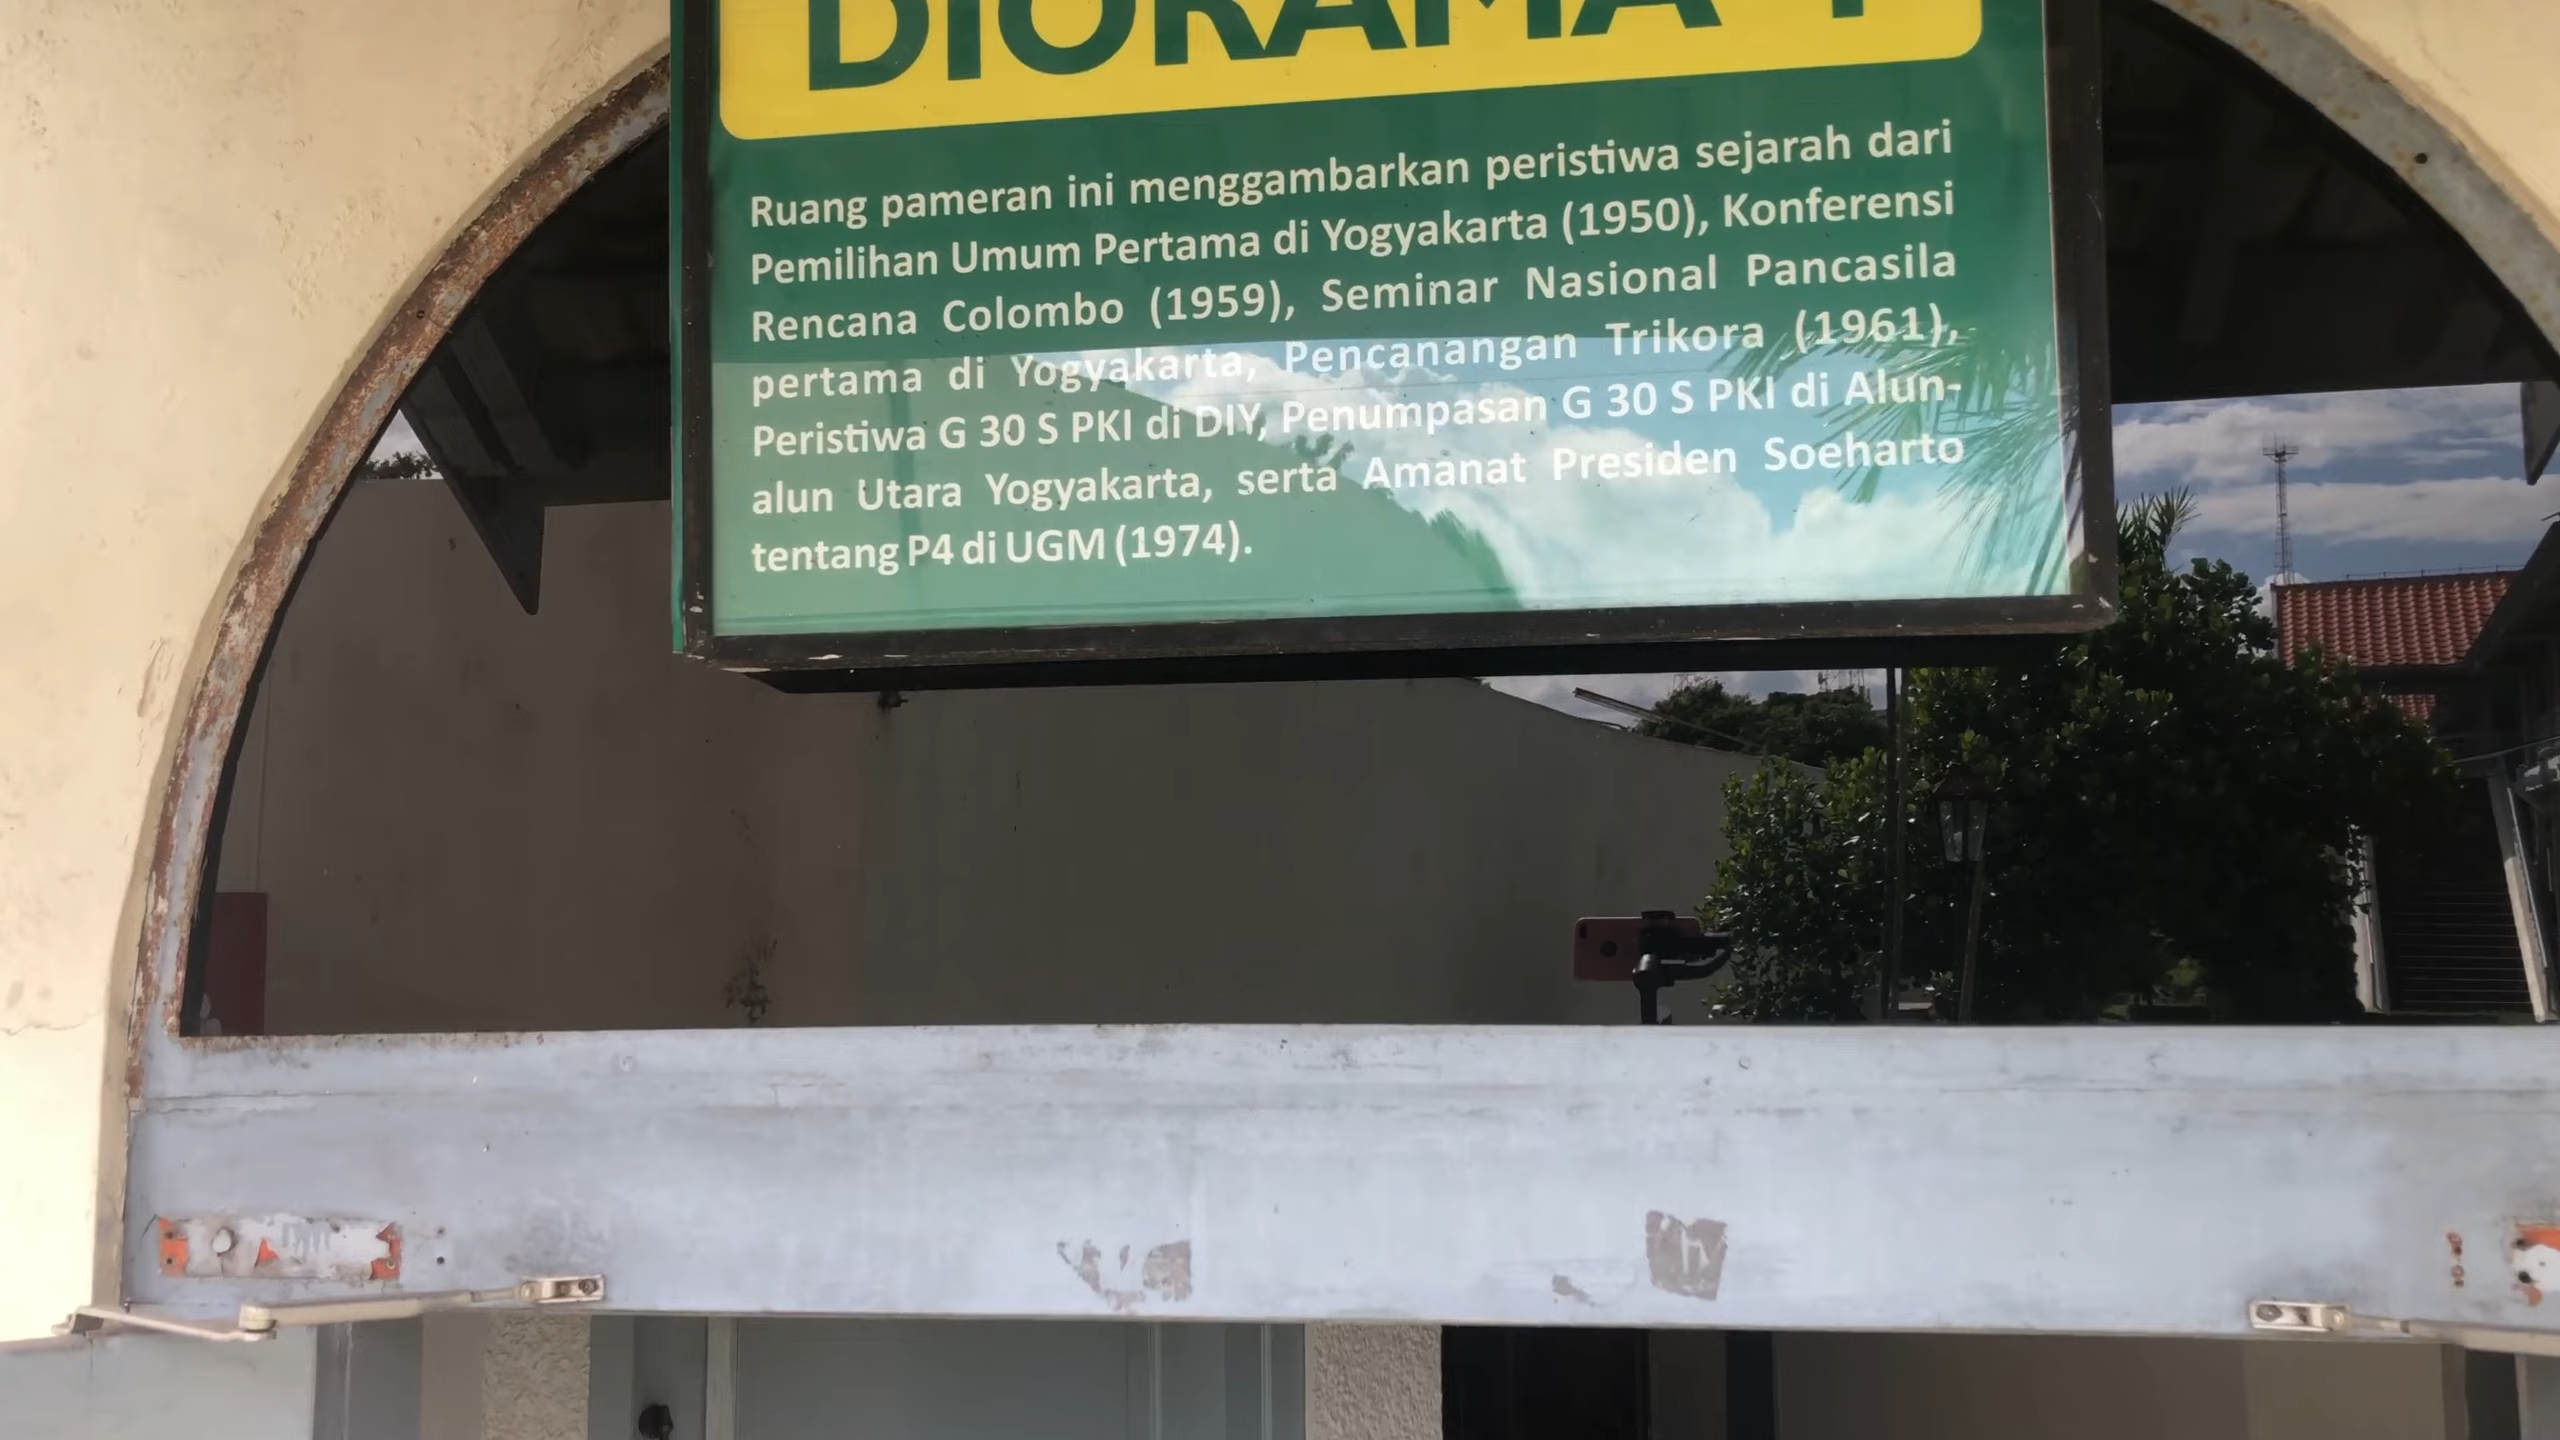 DIORAMA
Ruang pameran ini menggambarkan peristiwa sejarah dari
Pemilihan Umum Pertama di Yogyakarta (1950), Konferensi
Rencana Colombo (1959), Seminar Nasional Pancasila
pertama di Yogyakarta, Pencanangan Trikora (1961),
Peristiwa G 30 S PKI di DIY, Penumpasan G 30 S PKI di Alun-
alun Utara Yogyakarta, serta Amanat Presiden Soeharto
tentang P4 di UGM (1974).